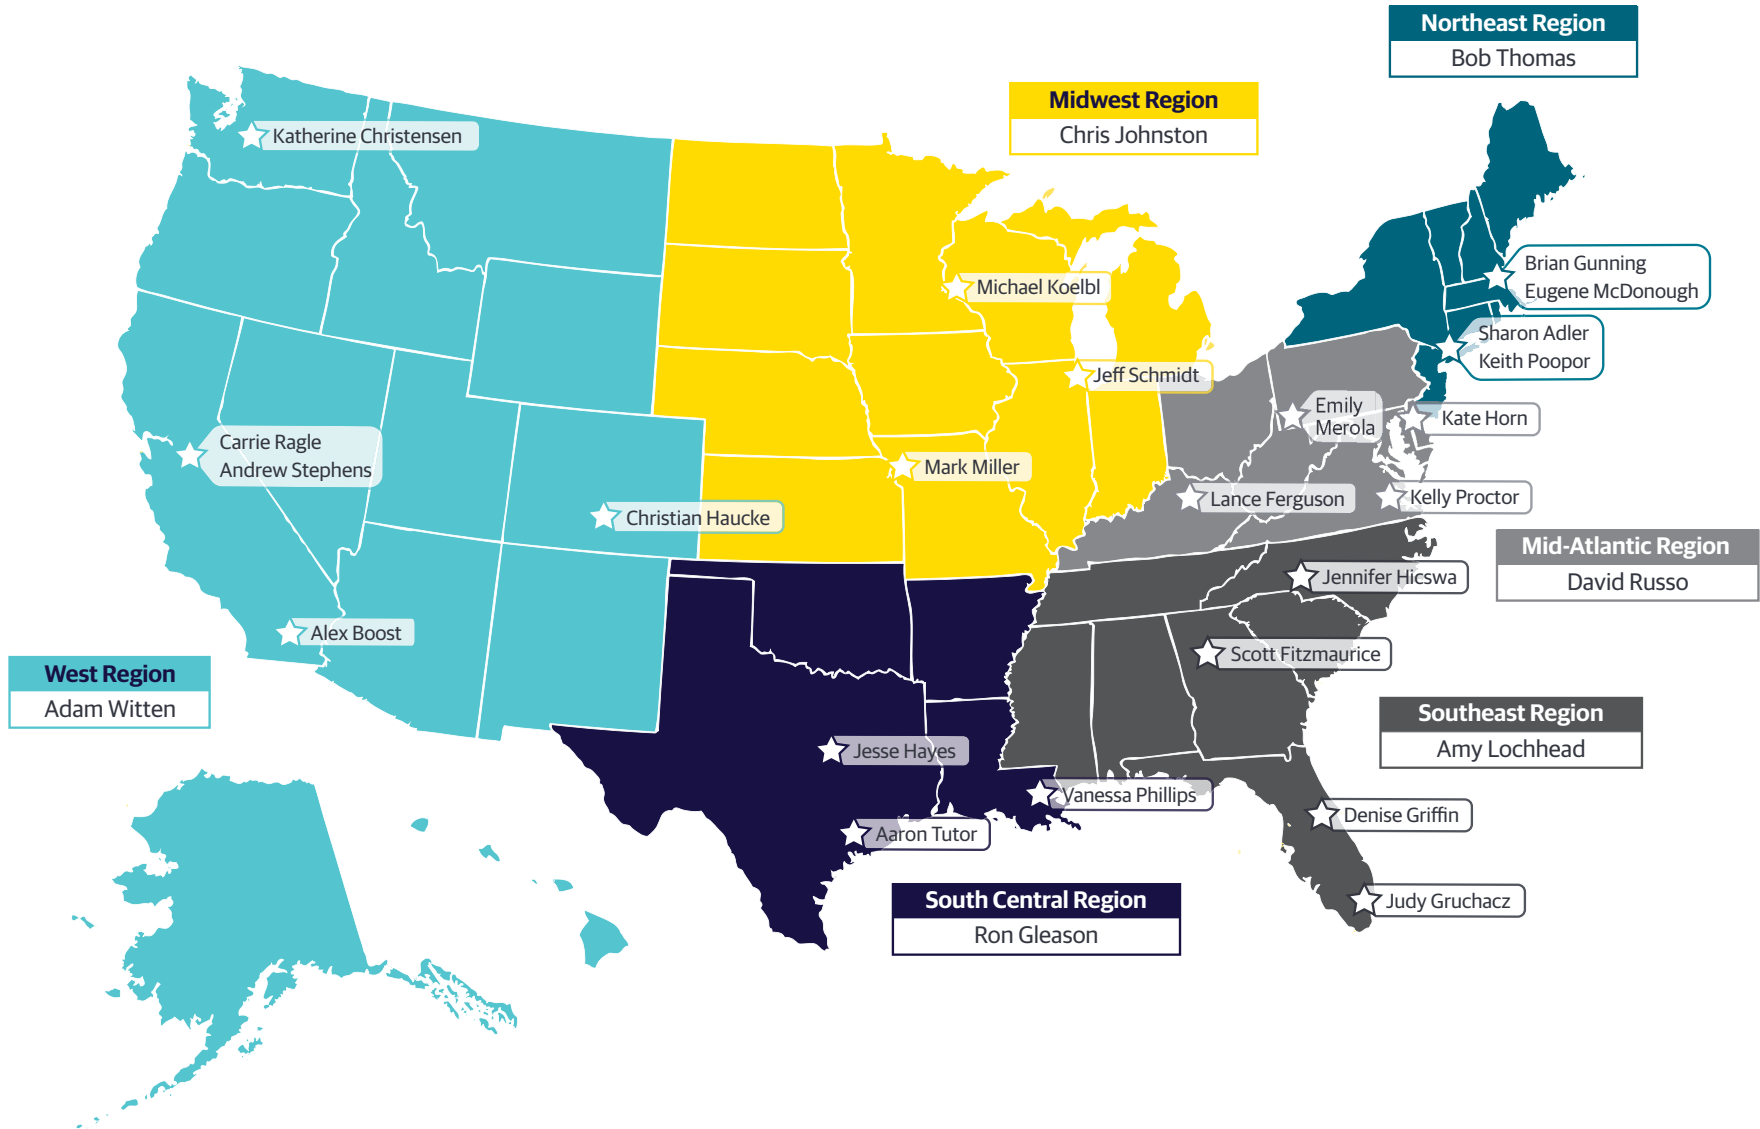 Northeast Region
Bob Thomas
Midwest Region
Chris Johnston
Katherine Christensen
Brian Gunning
Eugene McDonough
Michael Koelbl
Sharon Adler
Keith Poopor
Jeff Schmidt
Emily
Merola
Kate Horn
Carrie Ragle
Andrew Stephens
Mark Miller
Lance Ferguson
Kelly Proctor
Christian Haucke
Mid-Atlantic Region
David Russo
Jennifer Hicswa
Alex Boost
Scott Fitzmaurice
West Region
Adam Witten
Southeast Region
Amy Lochhead
Jesse Hayes
Vanessa Phillips
Denise Griffin
Aaron Tutor
South Central Region
Ron Gleason
Judy Gruchacz